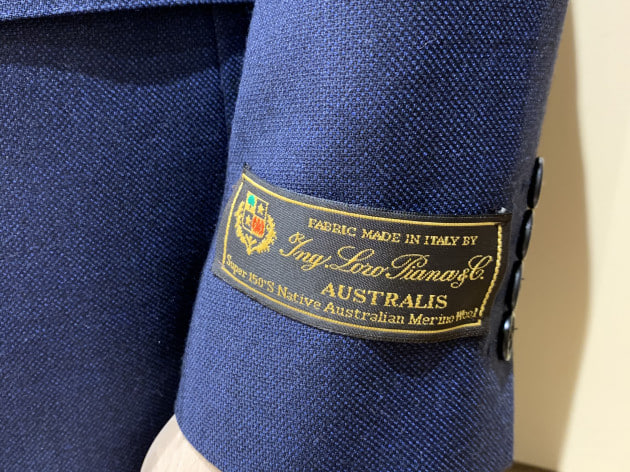 FABRIC MADE IN ITALY BY
Ing. Loro Piana & C.
AUSTRALIS
Super 150'S Native Australian Merino Wool